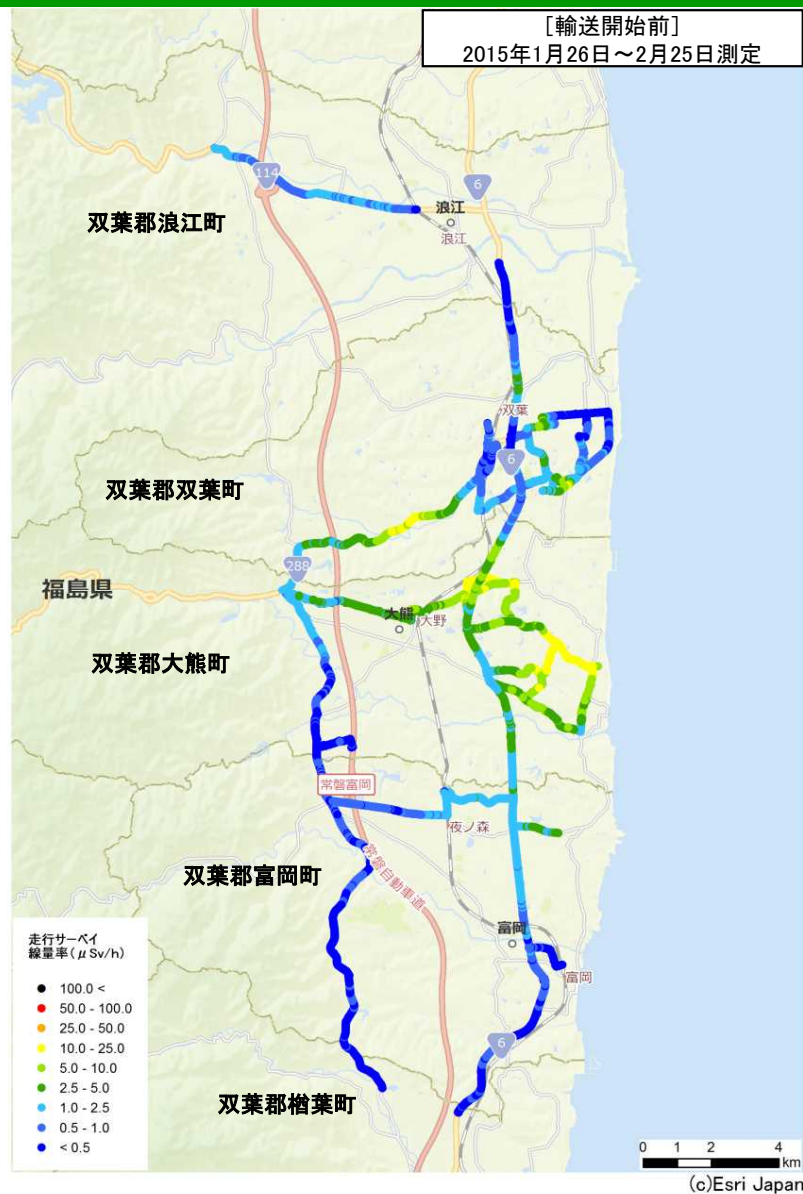 [輸送開始前]
2015年1月26日～2月25日測定
114
6
浪江
浪江
双葉郡浪江町
双葉
6
双葉郡双葉町
288
福島県
大熊
大野
双葉郡大熊町
常磐富岡
夜ノ森
双葉郡富岡町
常磐自動車道
富岡
富岡
6
双葉郡楢葉町
走行サーベイ
線量率(μSv/h)
100.0 <
50.0 - 100.0
25.0 - 50.0
10.0 - 25.0
5.0 - 10.0
2.5 - 5.0
1.0 - 2.5
0.5 - 1.0
< 0.5
0 1 2 4
km
(c)Esri Japan